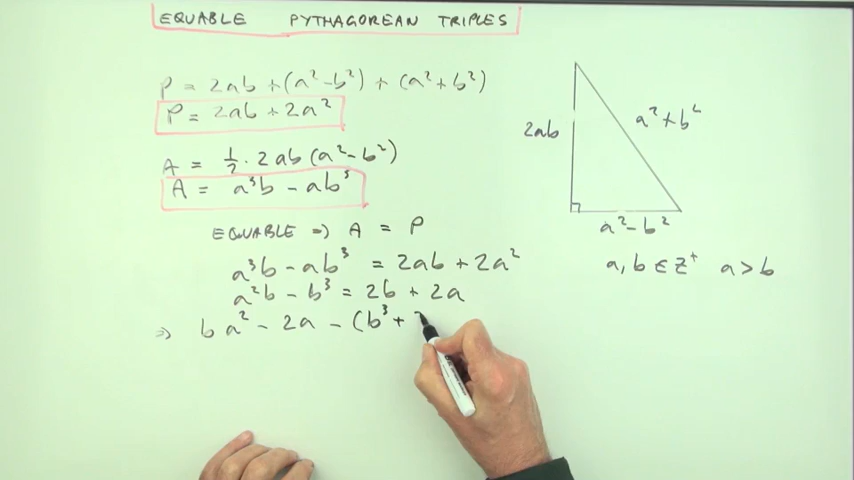 EQUABLE PYTHAGOREAN TRIPLES
P = 2ab + (a² - b²) + (a² + b²)
P = 2ab + 2a²
A = ½ · 2ab (a² - b²)
A = a³b - ab³
EQUABLE ⇒ A = P
a³b - ab³ = 2ab + 2a²
a²b - b³ = 2b + 2a
⇒ b a² - 2a - (b³ +
2ab
a² + b²
a² - b²
a, b ∈ Z⁺ a > b